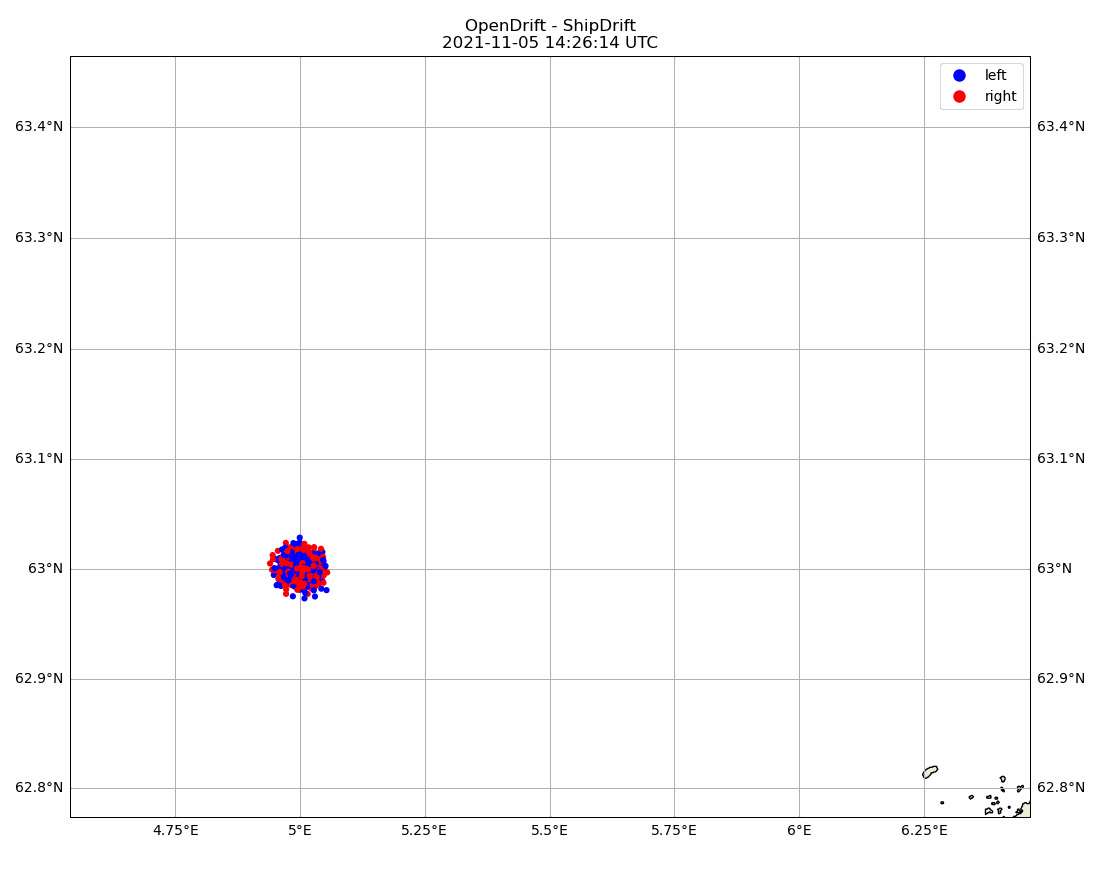 OpenDrift - ShipDrift
2021-11-05 14:26:14 UTC
left
right
63.4°N 63.4°N
63.3°N 63.3°N
63.2°N 63.2°N
63.1°N 63.1°N
63°N 63°N
62.9°N 62.9°N
62.8°N 62.8°N
4.75°E 5°E 5.25°E 5.5°E 5.75°E 6°E 6.25°E